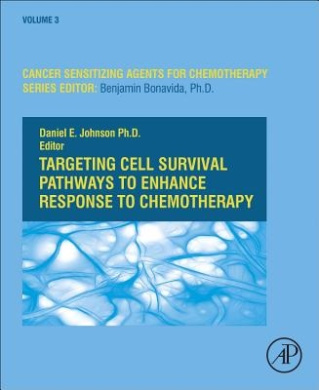 VOLUME 3
CANCER SENSITIZING AGENTS FOR CHEMOTHERAPY
SERIES EDITOR: Benjamin Bonavida, Ph.D.
Daniel E. Johnson Ph.D.
Editor
TARGETING CELL SURVIVAL
PATHWAYS TO ENHANCE
RESPONSE TO CHEMOTHERAPY
AP